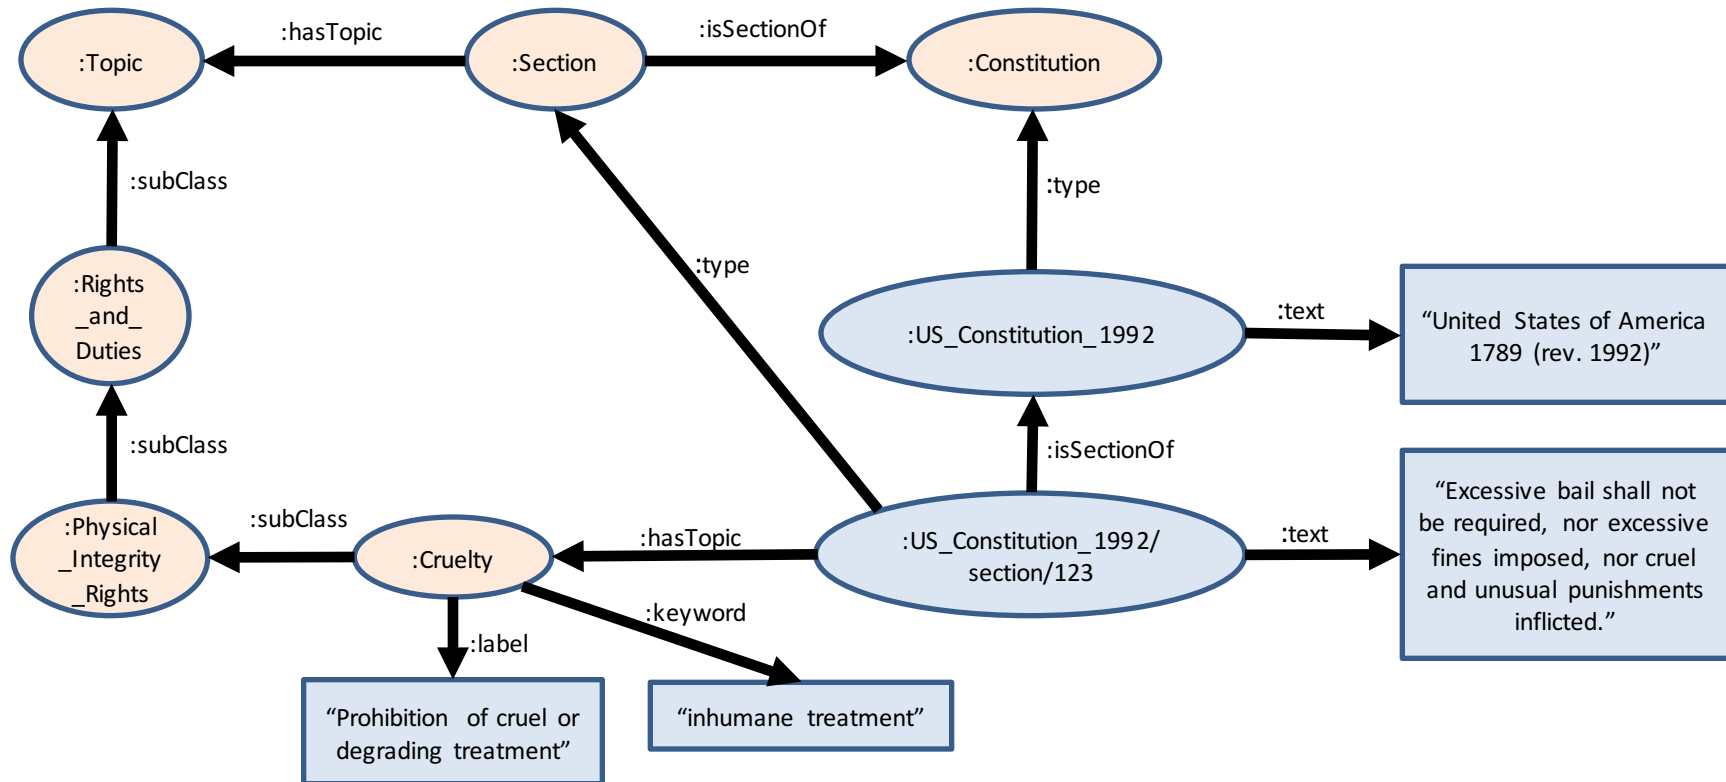 :hasTopic
:isSectionOf
:Topic
:Section
:Constitution
:subClass
:type
:type
:Rights
_and_
Duties
:US_Constitution_1992
:text
“United States of America
1789 (rev. 1992)”
:subClass
:isSectionOf
:Physical
_Integrity
_Rights
:subClass
:Cruelty
:hasTopic
:US_Constitution_1992/
section/123
:text
“Excessive bail shall not
be required, nor excessive
fines imposed, nor cruel
and unusual punishments
inflicted.”
:label
:keyword
“Prohibition of cruel or
degrading treatment”
“inhumane treatment”